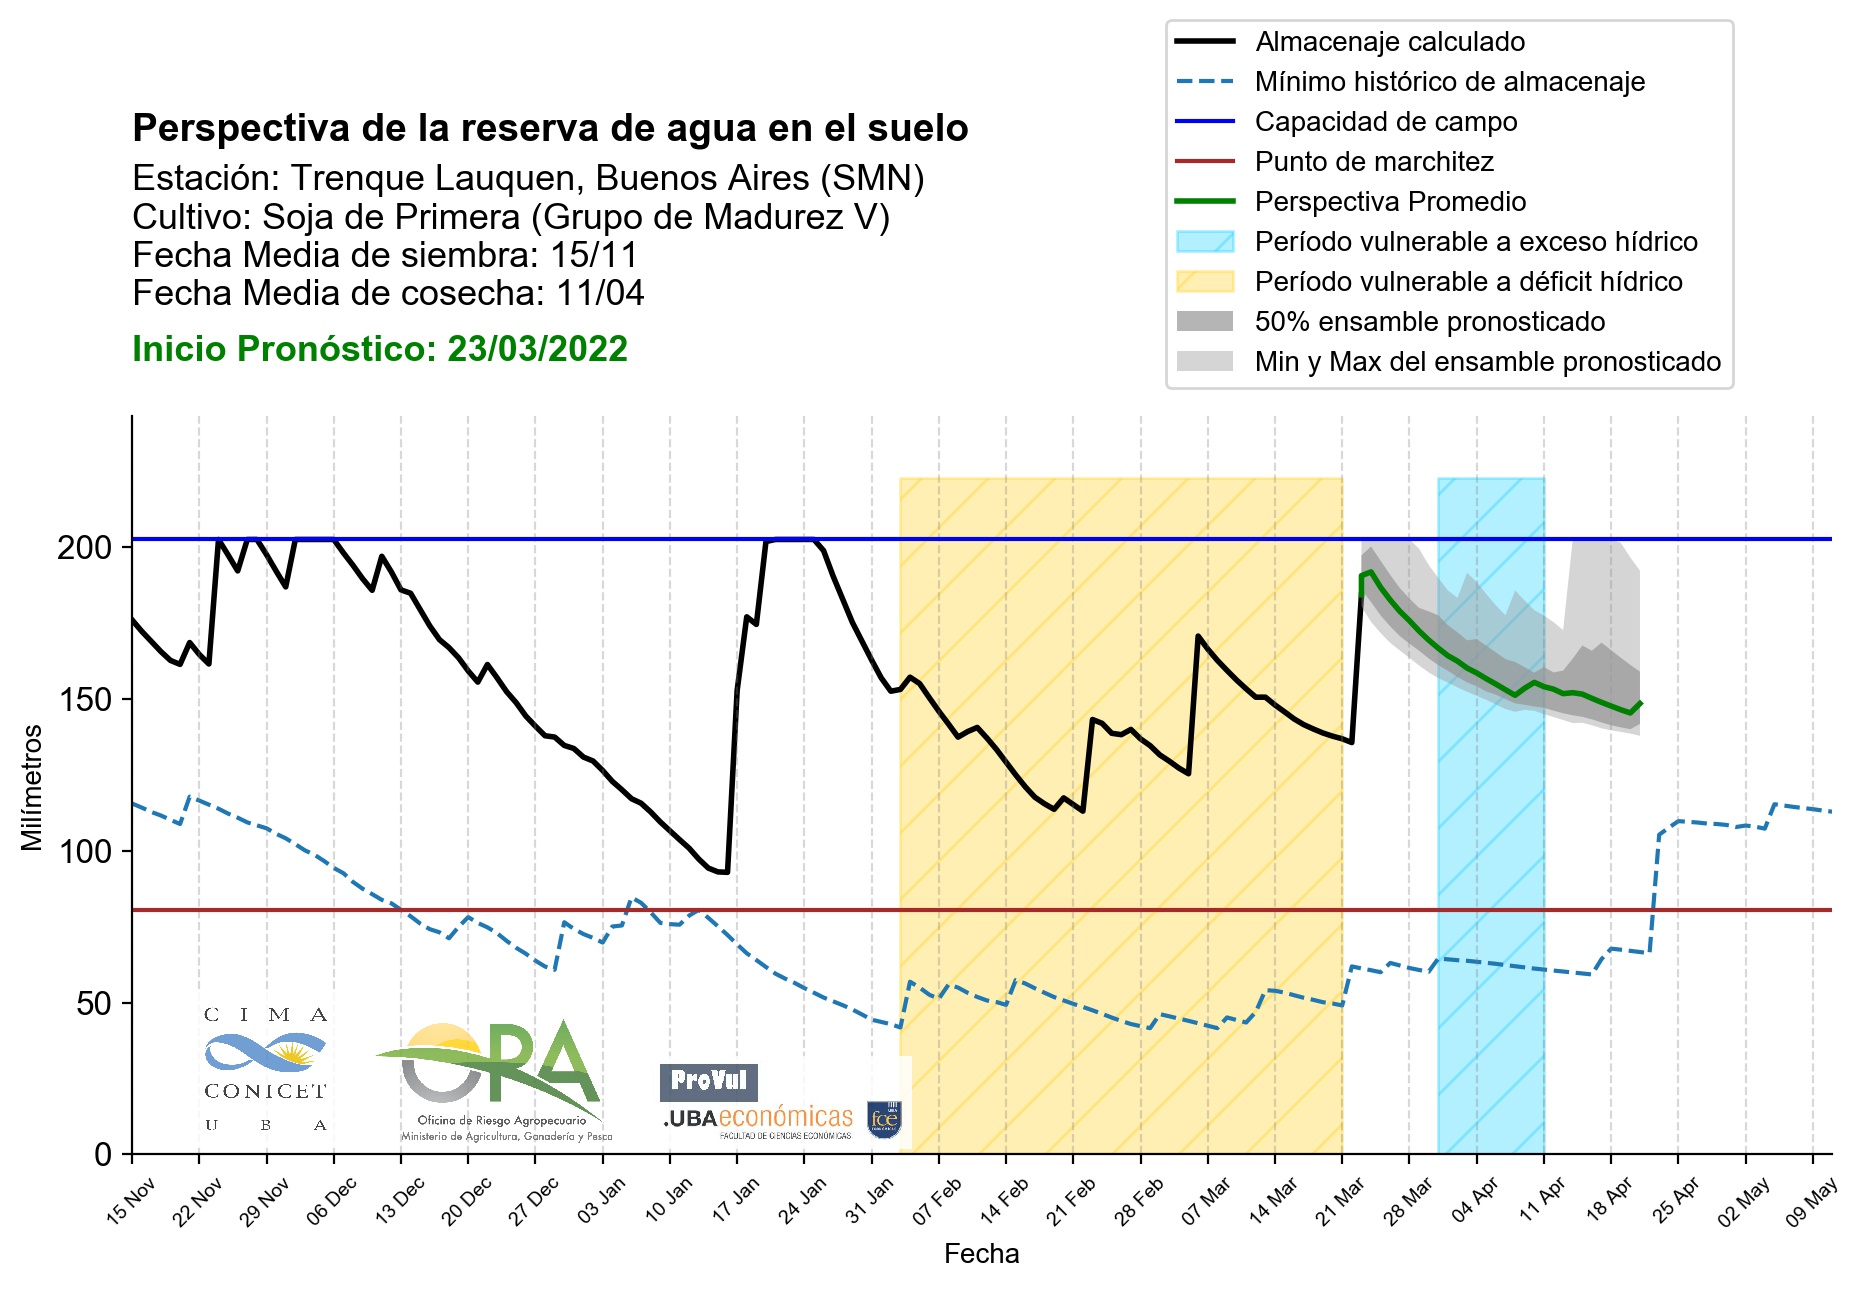 Almacenaje calculado
Mínimo histórico de almacenaje
Capacidad de campo
Punto de marchitez
Perspectiva Promedio
Período vulnerable a exceso hídrico
Período vulnerable a déficit hídrico
50% ensamble pronosticado
Min y Max del ensamble pronosticado
Perspectiva de la reserva de agua en el suelo
Estación: Trenque Lauquen, Buenos Aires (SMN)
Cultivo: Soja de Primera (Grupo de Madurez V)
Fecha Media de siembra: 15/11
Fecha Media de cosecha: 11/04
Inicio Pronóstico: 23/03/2022
Milímetros
200
150
100
50
0
C I M A
CONICET
U B A
ORA
Oficina de Riesgo Agropecuario
Ministerio de Agricultura, Ganadería y Pesca
ProVul
.UBAeconómicas
FACULTAD DE CIENCIAS ECONÓMICAS
UBA
fce
ECONÓMICAS
15 Nov
22 Nov
29 Nov
06 Dec
13 Dec
20 Dec
27 Dec
03 Jan
10 Jan
17 Jan
24 Jan
31 Jan
07 Feb
14 Feb
21 Feb
28 Feb
07 Mar
14 Mar
21 Mar
28 Mar
04 Apr
11 Apr
18 Apr
25 Apr
02 May
09 May
Fecha